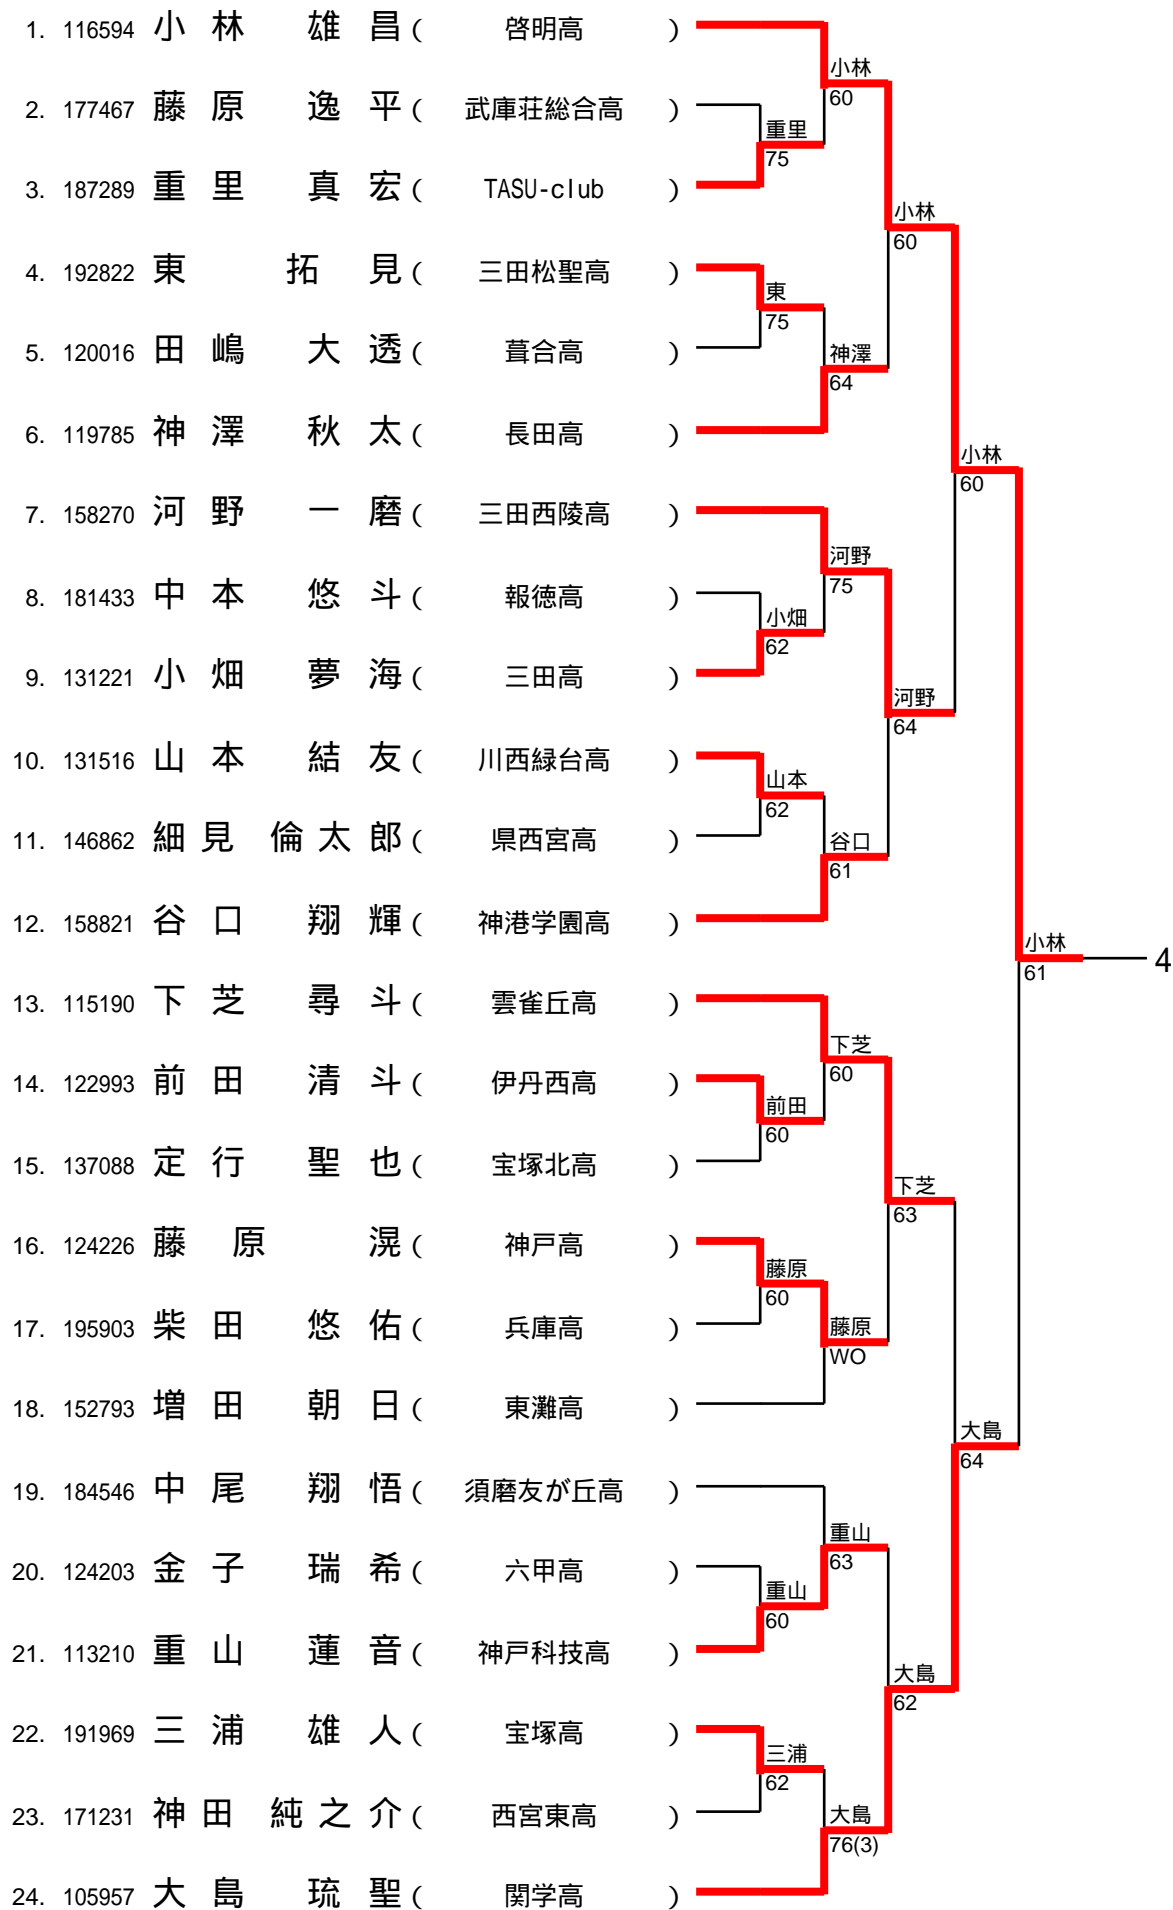 1. 116594 小林 雄昌 ( 啓明高 )
小林
60
2. 177467 藤原 逸平 ( 武庫荘総合高 )
重里
75
3. 187289 重里 真宏 ( TASU-club )
小林
60
4. 192822 東 拓見 ( 三田松聖高 )
東
75
5. 120016 田嶋 大透 ( 葺合高 )
神澤
64
6. 119785 神澤 秋太 ( 長田高 )
小林
60
7. 158270 河野 一磨 ( 三田西陵高 )
河野
75
8. 181433 中本 悠斗 ( 報徳高 )
小畑
62
9. 131221 小畑 夢海 ( 三田高 )
河野
64
10. 131516 山本 結友 ( 川西緑台高 )
山本
62
11. 146862 細見 倫太郎 ( 県西宮高 )
谷口
61
12. 158821 谷口 翔輝 ( 神港学園高 )
小林
61
4
13. 115190 下芝 尋斗 ( 雲雀丘高 )
下芝
60
14. 122993 前田 清斗 ( 伊丹西高 )
前田
60
15. 137088 定行 聖也 ( 宝塚北高 )
下芝
63
16. 124226 藤原 滉 ( 神戸高 )
藤原
60
17. 195903 柴田 悠佑 ( 兵庫高 )
藤原
WO
18. 152793 増田 朝日 ( 東灘高 )
大島
64
19. 184546 中尾 翔悟 ( 須磨友が丘高 )
重山
63
20. 124203 金子 瑞希 ( 六甲高 )
重山
60
21. 113210 重山 蓮音 ( 神戸科技高 )
大島
62
22. 191969 三浦 雄人 ( 宝塚高 )
三浦
62
23. 171231 神田 純之介 ( 西宮東高 )
大島
76(3)
24. 105957 大島 琉聖 ( 関学高 )